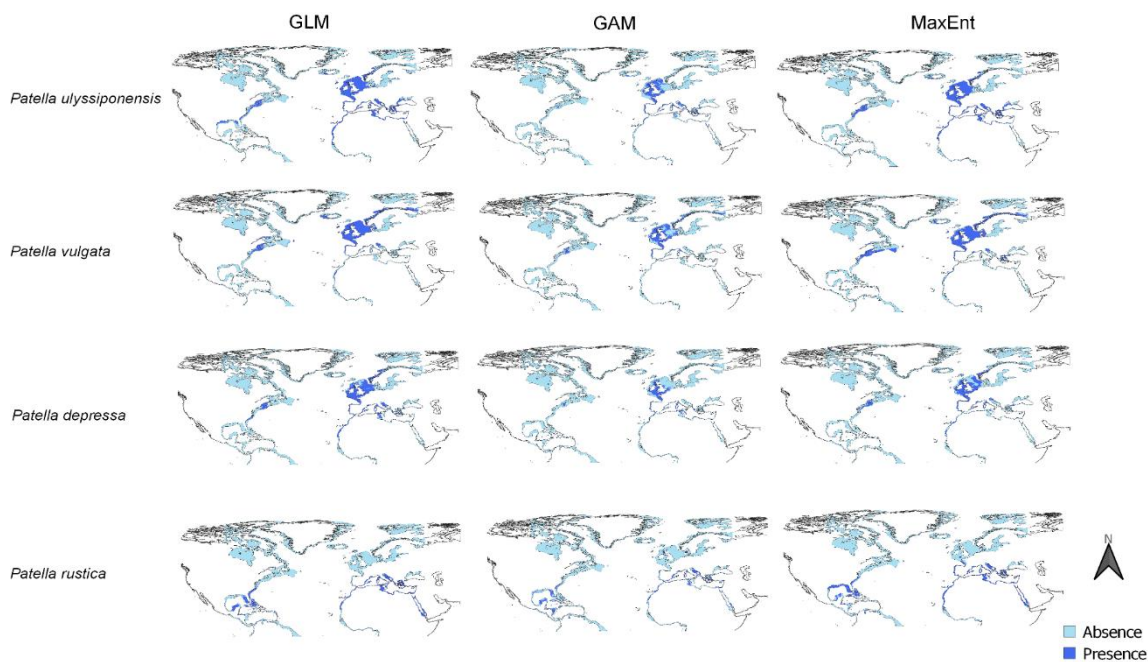 GLM GAM MaxEnt
Patella ulyssiponensis
Patella vulgata
Patella depressa
Patella rustica
N
Absence
Presence